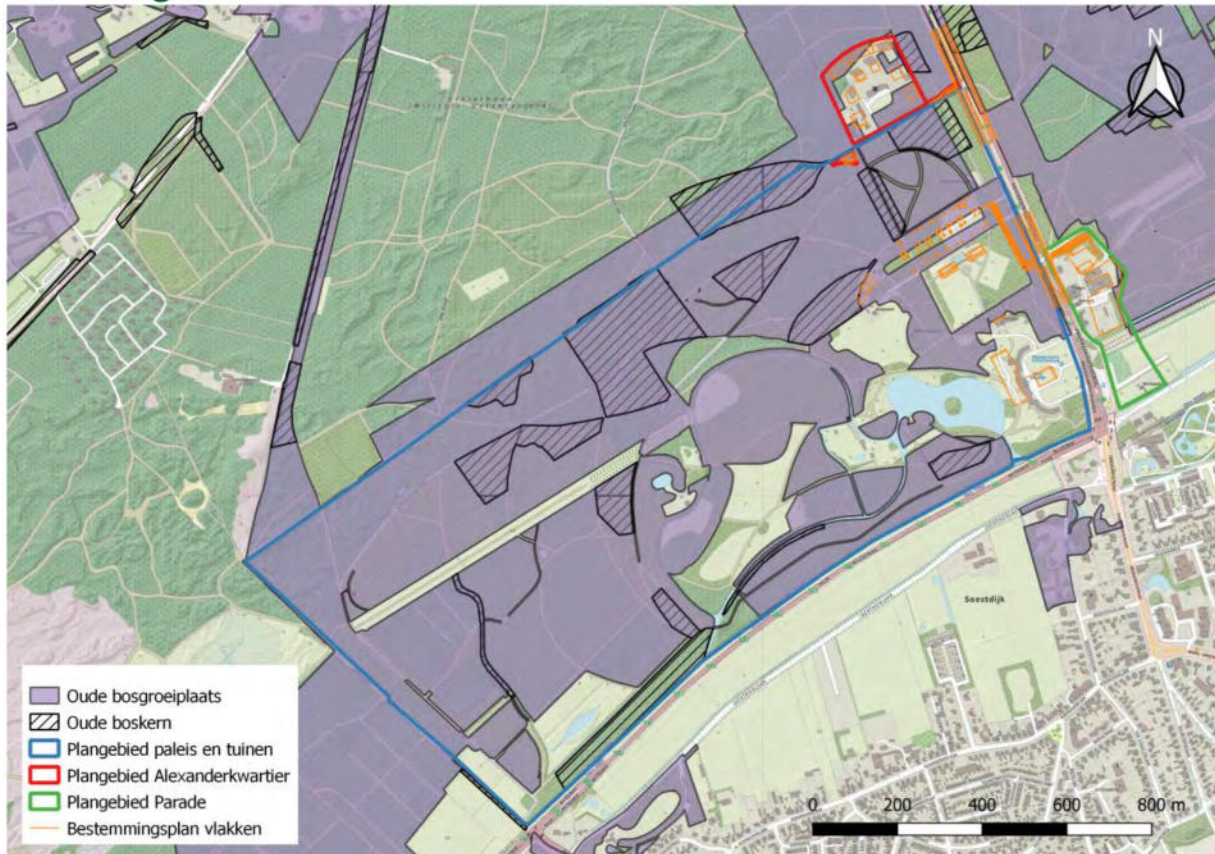 N
Soestdijk
Oude bosgroeiplaats
Oude boskern
Plangebied paleis en tuinen
Plangebied Alexanderkwartier
Plangebied Parade
Bestemmingsplan vlakken
0 200 400 600 800 m